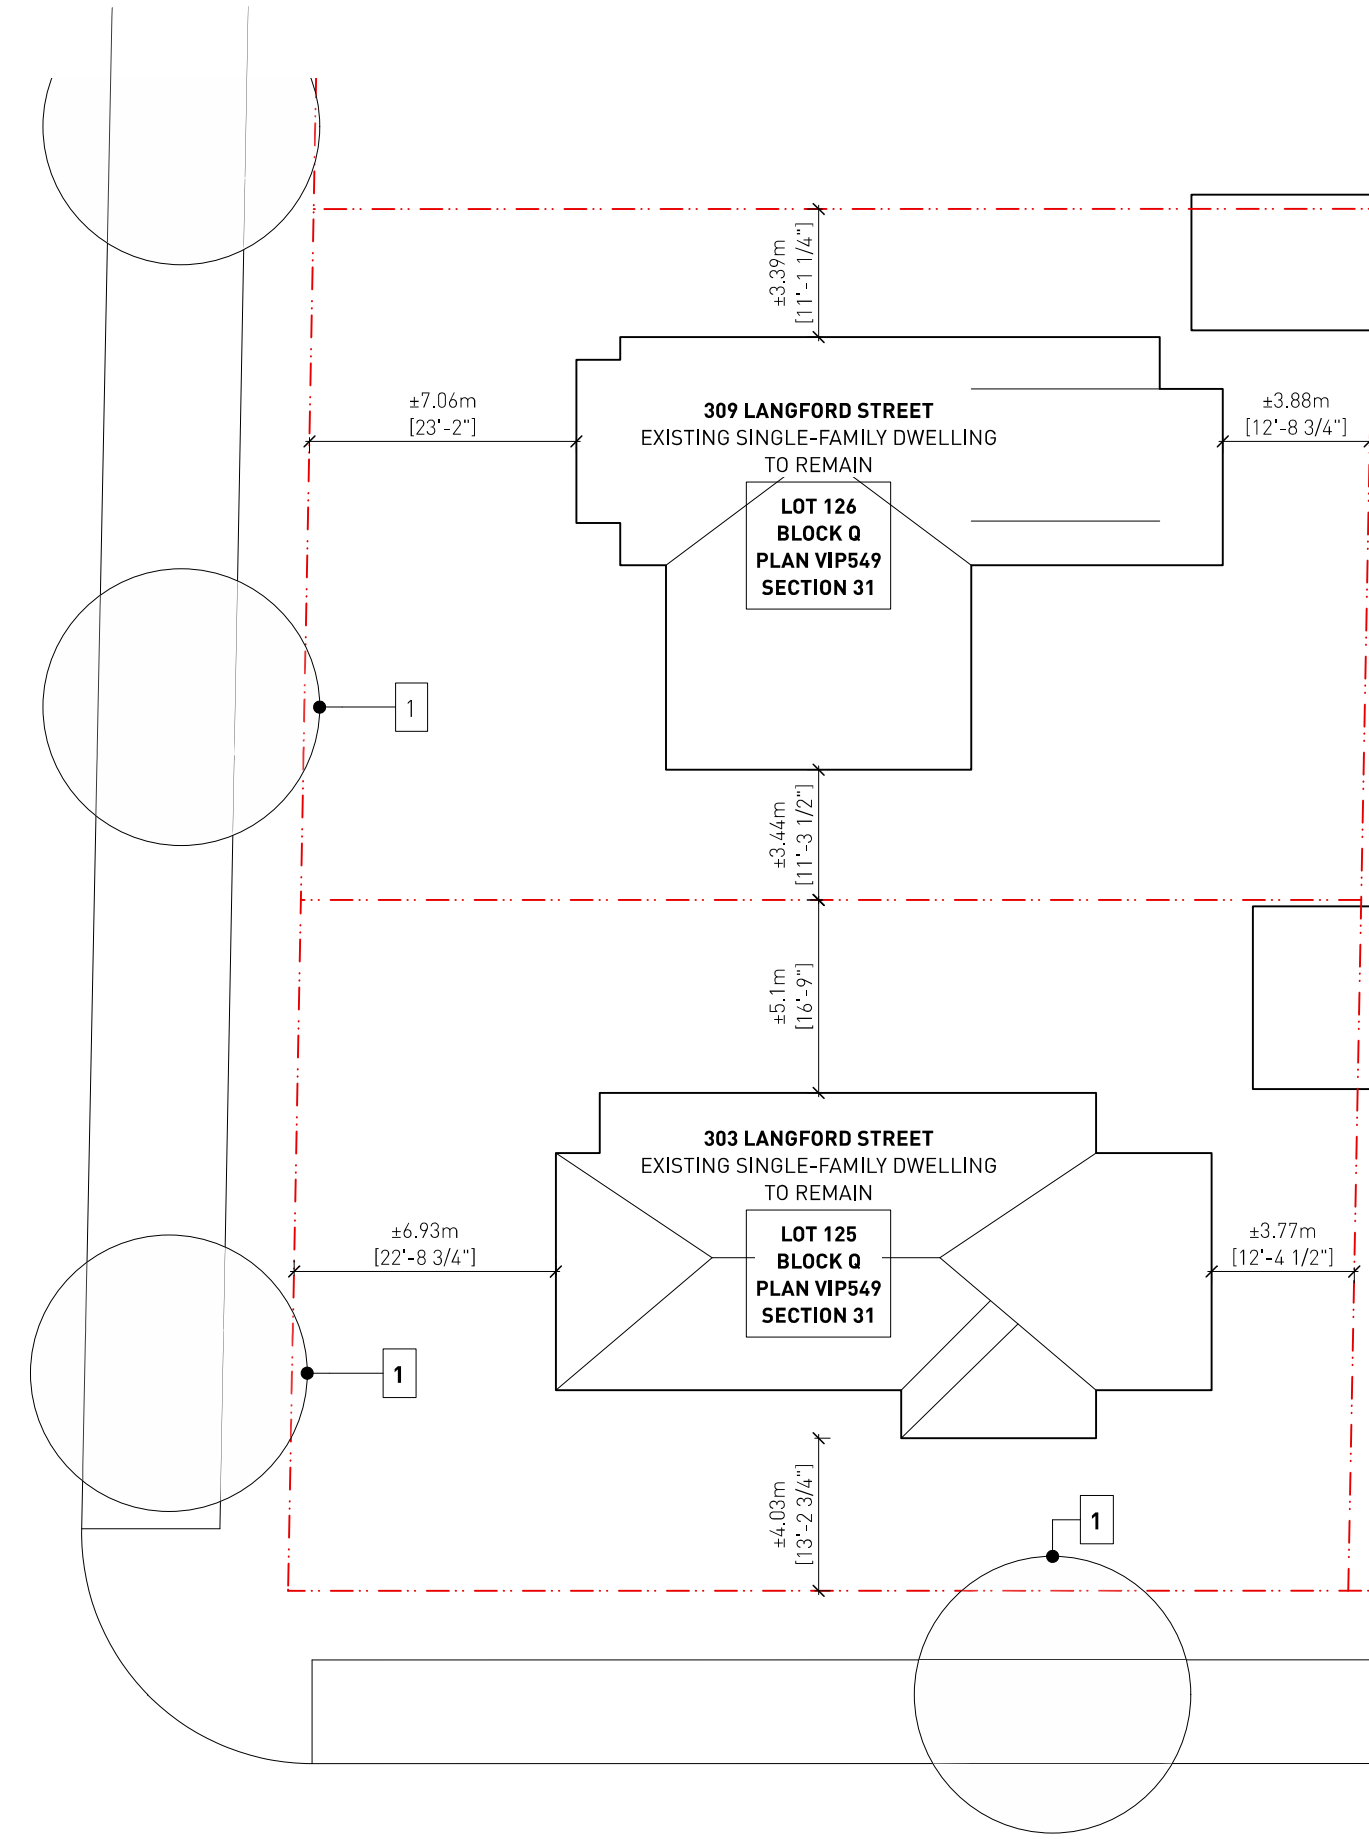 ±3.39m
[11'-1 1/4"]
±7.06m
[23'-2"]
309 LANGFORD STREET
EXISTING SINGLE-FAMILY DWELLING
TO REMAIN
LOT 126
BLOCK Q
PLAN VIP549
SECTION 31
±3.88m
[12'-8 3/4"]
1
±3.44m
[11'-3 1/2"]
±5.1m
[16'-9"]
303 LANGFORD STREET
EXISTING SINGLE-FAMILY DWELLING
TO REMAIN
LOT 125
BLOCK Q
PLAN VIP549
SECTION 31
±6.93m
[22'-8 3/4"]
±3.77m
[12'-4 1/2"]
1
±4.03m
[13'-2 3/4"]
1